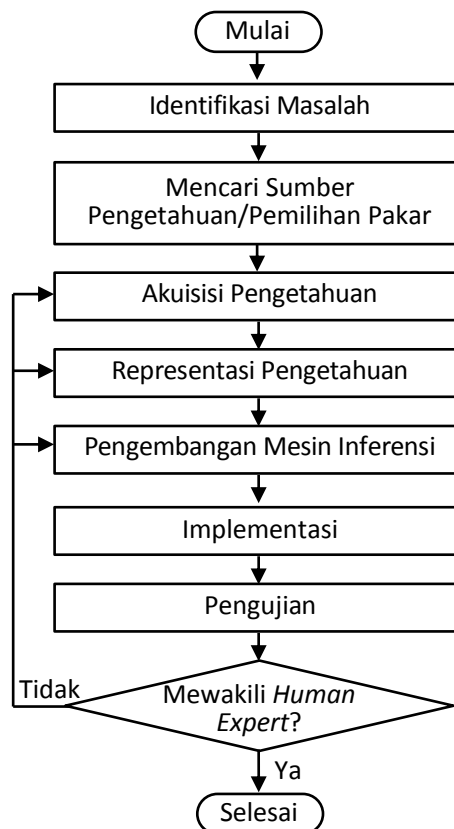 Mulai
Identifikasi Masalah
Mencari Sumber
Pengetahuan/Pemilihan Pakar
Akuisisi Pengetahuan
Representasi Pengetahuan
Pengembangan Mesin Inferensi
Implementasi
Pengujian
Tidak
Mewakili Human
Expert?
Ya
Selesai